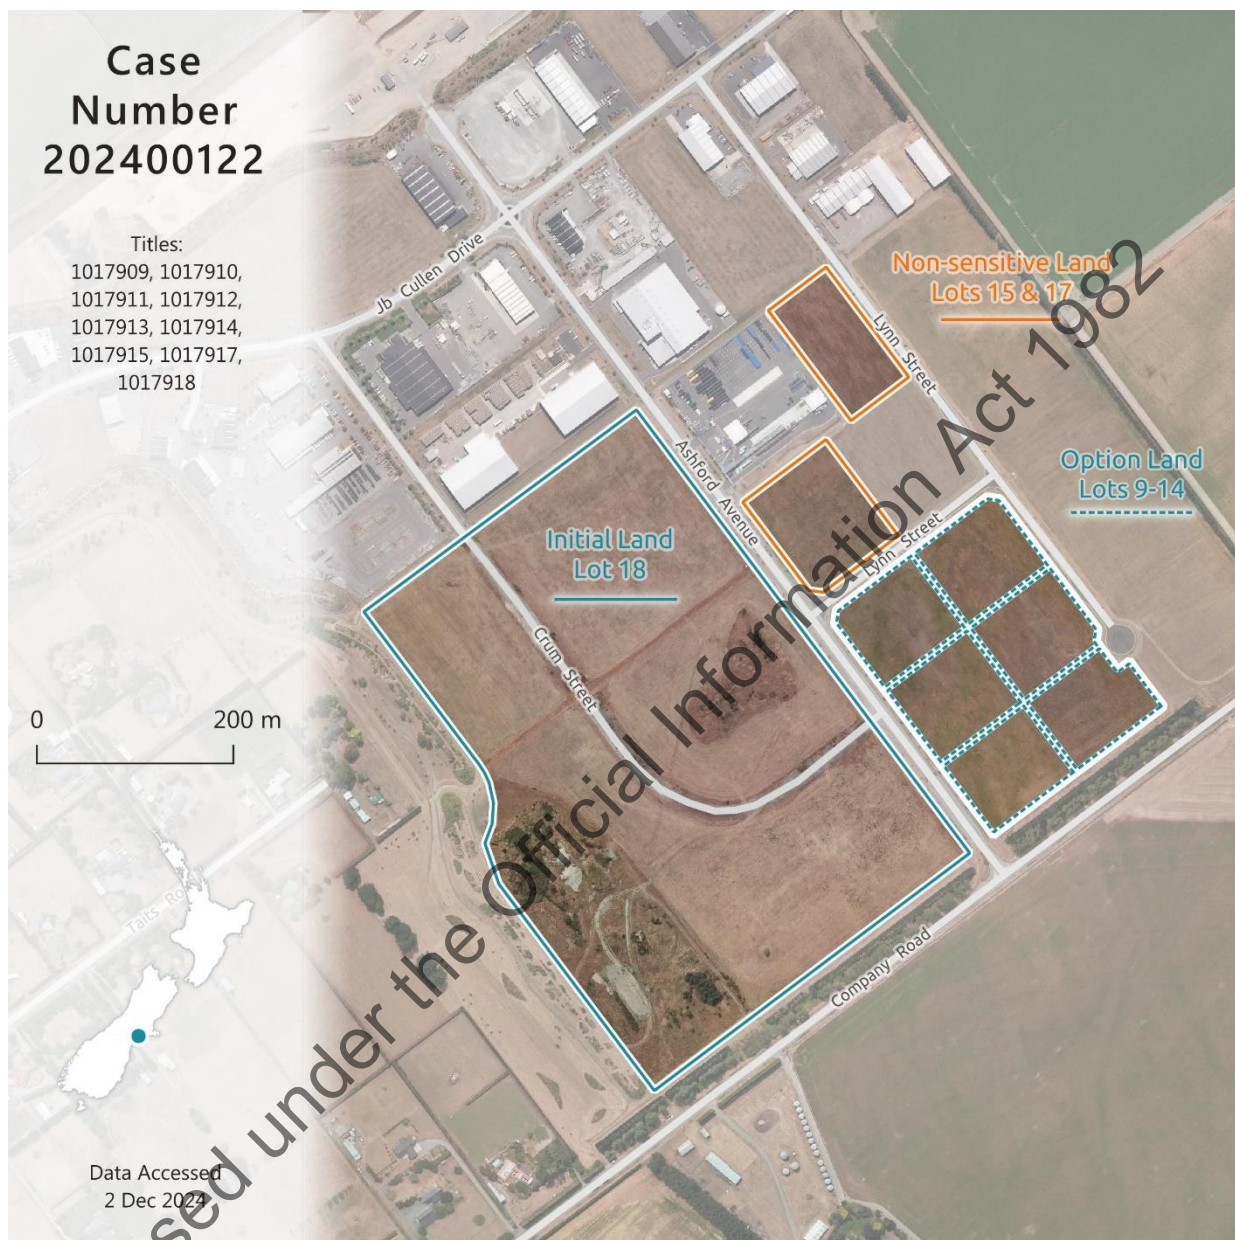 Case
Number
202400122
Titles:
1017909, 1017910,
1017911, 1017912,
1017913, 1017914,
1017915, 1017917,
1017918
Jb Cullen Drive
Non-sensitive Land
Lots 15 & 17
Lynn Street
Ashford Avenue
Option Land
Lots 9-14
Initial Land
Lot 18
Lynn Street
Crum Street
0 200 m
Taits Ro
Company Road
Data Accessed
2 Dec 2024
sed under the Official Information Act 1982